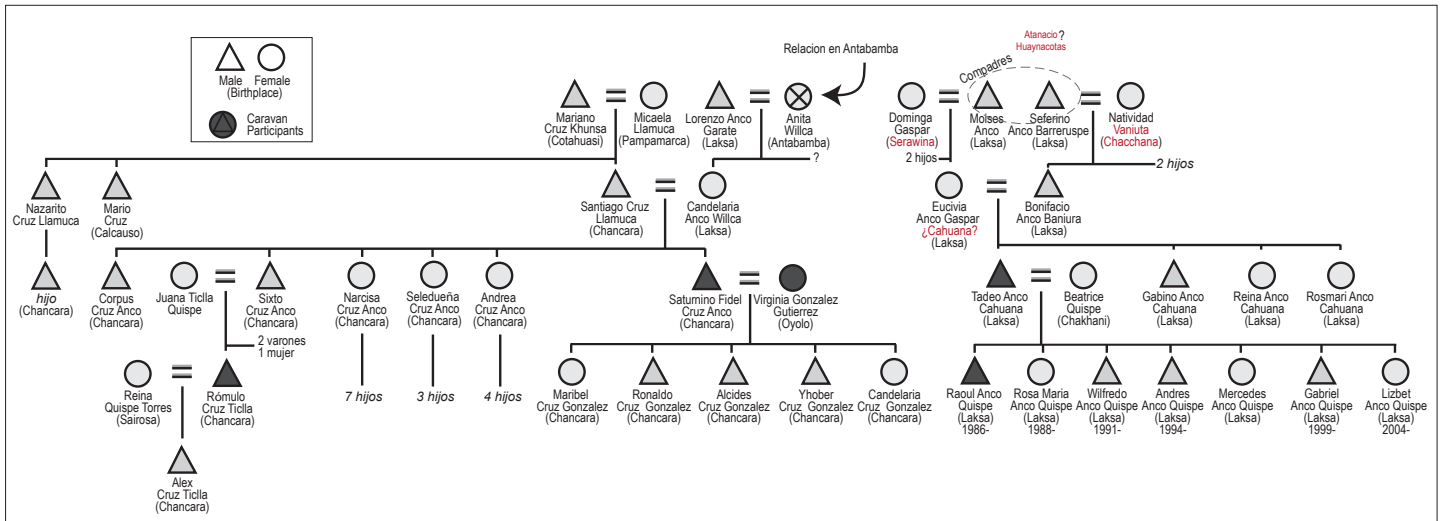 Male
Female
(Birthplace)
Caravan
Participants
Relacion en Antabamba
Atanacio?
Huaynacotas
Compadres
Mariano
Cruz Khunsa
(Cotahuasi)
Micaela
Llamuca
(Pampamarca)
Lorenzo Anco
Garate
(Laksa)
Anita
Willca
(Antabamba)
?
Dominga
Gaspar
(Serawina)
2 hijos
Moises
Anco
(Laksa)
Seferino
Anco Barreruspe
(Laksa)
Natividad
Vaniuta
(Chacchana)
2 hijos
Nazarito
Cruz Llamuca
Mario
Cruz
(Calcauso)
Santiago Cruz
Llamuca
(Chancara)
Candelaria
Anco Willca
(Laksa)
Eucivia
Anco Gaspar
¿Cahuana?
(Laksa)
Bonifacio
Anco Baniura
(Laksa)
hijo
(Chancara)
Corpus
Cruz Anco
(Chancara)
Juana Ticlla
Quispe
Sixto
Cruz Anco
(Chancara)
2 varones
1 mujer
Narcisa
Cruz Anco
(Chancara)
Seledueña
Cruz Anco
(Chancara)
Andrea
Cruz Anco
(Chancara)
Saturnino Fidel
Cruz Anco
(Chancara)
Virginia Gonzalez
Gutierrez
(Oyolo)
Tadeo Anco
Cahuana
(Laksa)
Beatrice
Quispe
(Chakhani)
Gabino Anco
Cahuana
(Laksa)
Reina Anco
Cahuana
(Laksa)
Rosmari Anco
Cahuana
(Laksa)
Reina
Quispe Torres
(Sairosa)
Rómulo
Cruz Ticlla
(Chancara)
7 hijos
3 hijos
4 hijos
Maribel
Cruz Gonzalez
(Chancara)
Ronaldo
Cruz Gonzalez
(Chancara)
Alcides
Cruz Gonzalez
(Chancara)
Yhober
Cruz Gonzalez
(Chancara)
Candelaria
Cruz Gonzalez
(Chancara)
Raoul Anco
Quispe
(Laksa)
1986-
Rosa Maria
Anco Quispe
(Laksa)
1988-
Wilfredo
Anco Quispe
(Laksa)
1991-
Andres
Anco Quispe
(Laksa)
1994-
Mercedes
Anco Quispe
(Laksa)
Gabriel
Anco Quispe
(Laksa)
1999-
Lizbet
Anco Quispe
(Laksa)
2004-
Alex
Cruz Ticlla
(Chancara)